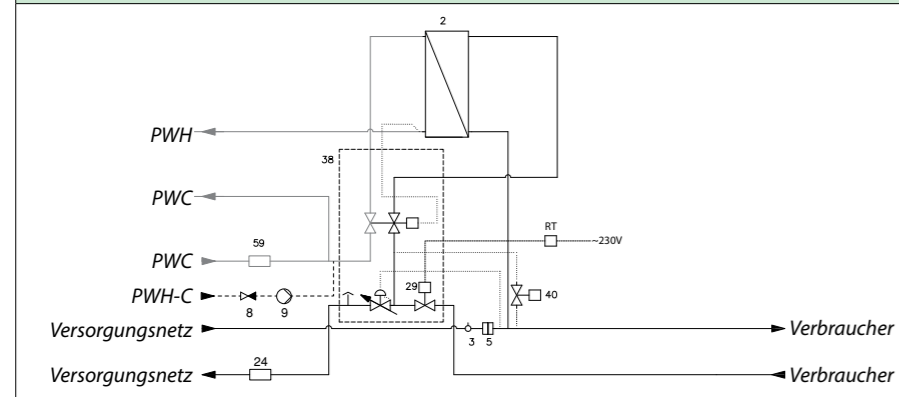 2
PWH
38
PWC
RT
~230V
59
PWC
29
40
PWH-C
8
9
Versorgungsnetz
3
5
Verbraucher
24
Versorgungsnetz
Verbraucher